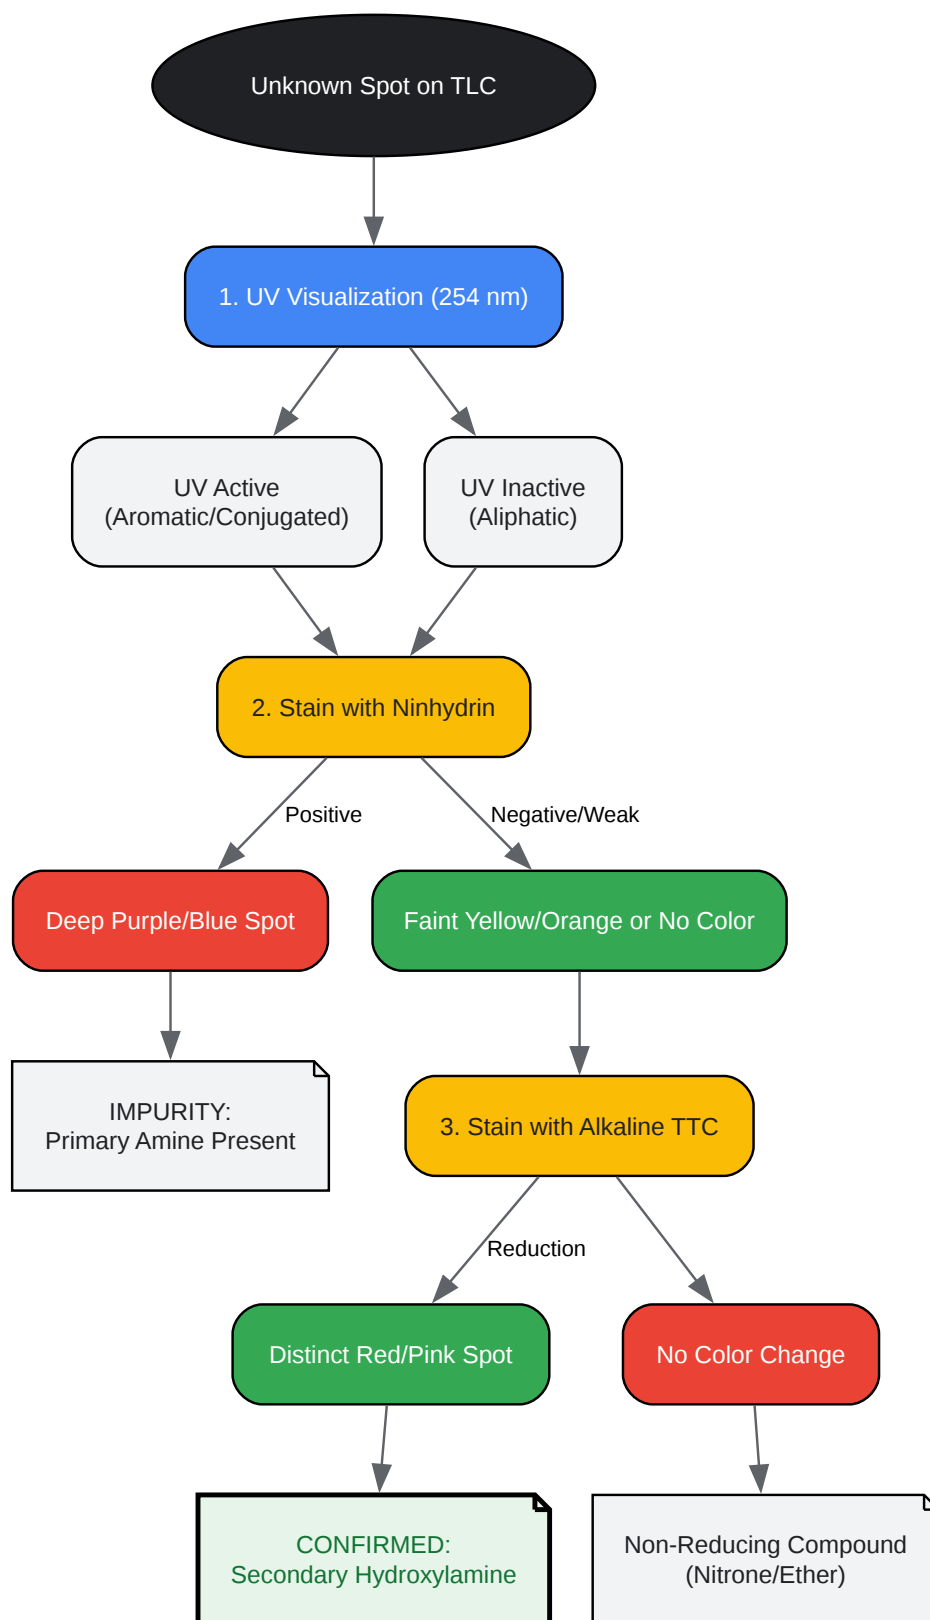 Unknown Spot on TLC
1. UV Visualization (254 nm)
UV Active
(Aromatic/Conjugated)
UV Inactive
(Aliphatic)
2. Stain with Ninhydrin
Positive
Negative/Weak
Deep Purple/Blue Spot
Faint Yellow/Orange or No Color
IMPURITY:
Primary Amine Present
3. Stain with Alkaline TTC
Reduction
Distinct Red/Pink Spot
No Color Change
CONFIRMED:
Secondary Hydroxylamine
Non-Reducing Compound
(Nitrone/Ether)